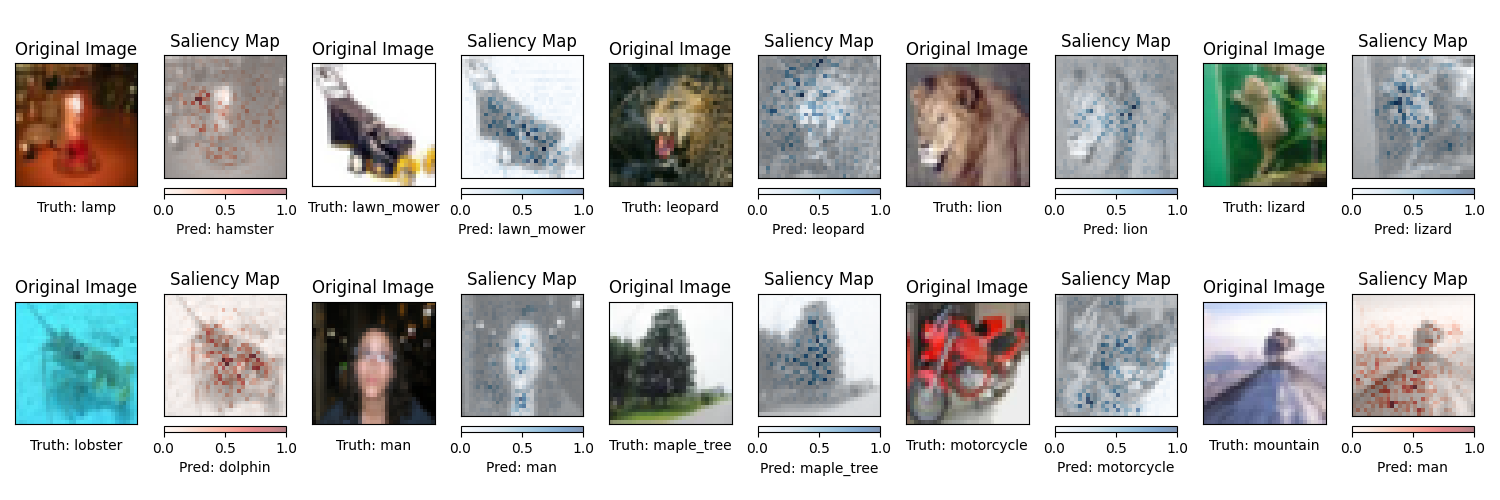 Original Image Saliency Map Original Image Saliency Map Original Image Saliency Map Original Image Saliency Map Original Image Saliency Map
Truth: lamp 0.0 0.5 1.0 Truth: lawn_mower 0.0 0.5 1.0 Truth: leopard 0.0 0.5 1.0 Truth: lion 0.0 0.5 1.0 Truth: lizard 0.0 0.5 1.0
Pred: hamster Pred: lawn_mower Pred: leopard Pred: lion Pred: lizard
Original Image Saliency Map Original Image Saliency Map Original Image Saliency Map Original Image Saliency Map Original Image Saliency Map
Truth: lobster 0.0 0.5 1.0 Truth: man 0.0 0.5 1.0 Truth: maple_tree 0.0 0.5 1.0 Truth: motorcycle 0.0 0.5 1.0 Truth: mountain 0.0 0.5 1.0
Pred: dolphin Pred: man Pred: maple_tree Pred: motorcycle Pred: man